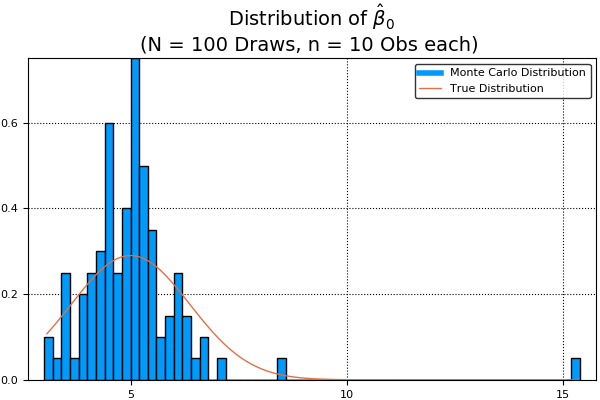 Distribution of β̂₀
(N = 100 Draws, n = 10 Obs each)
Monte Carlo Distribution
True Distribution
0.6
0.4
0.2
0.0
5 10 15